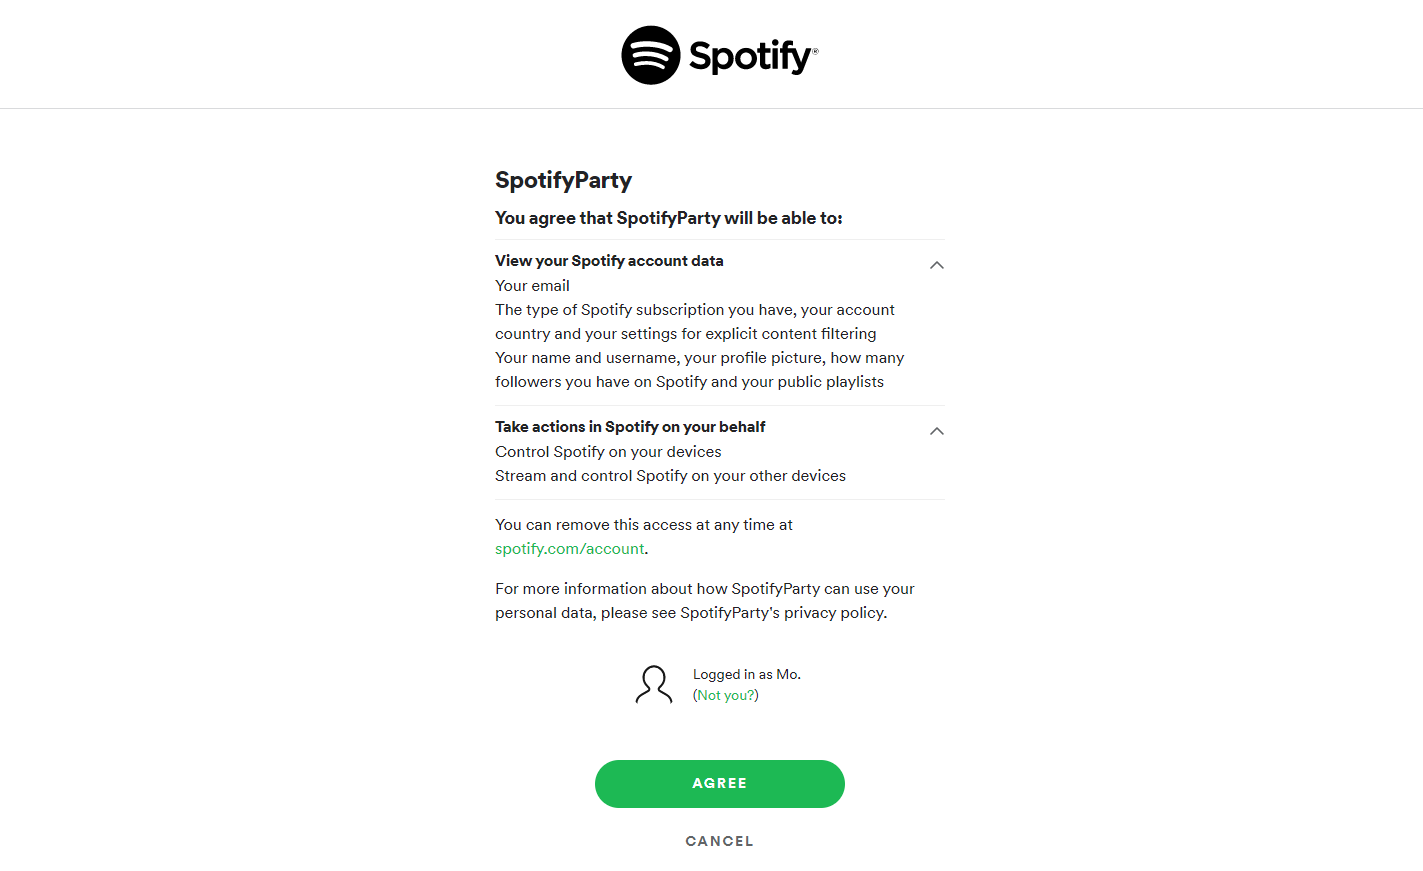 Spotify®
SpotifyParty
You agree that SpotifyParty will be able to:
View your Spotify account data
Your email
The type of Spotify subscription you have, your account
country and your settings for explicit content filtering
Your name and username, your profile picture, how many
followers you have on Spotify and your public playlists
Take actions in Spotify on your behalf
Control Spotify on your devices
Stream and control Spotify on your other devices
You can remove this access at any time at
spotify.com/account.
For more information about how SpotifyParty can use your
personal data, please see SpotifyParty's privacy policy.
Logged in as Mo.
(Not you?)
AGREE
CANCEL